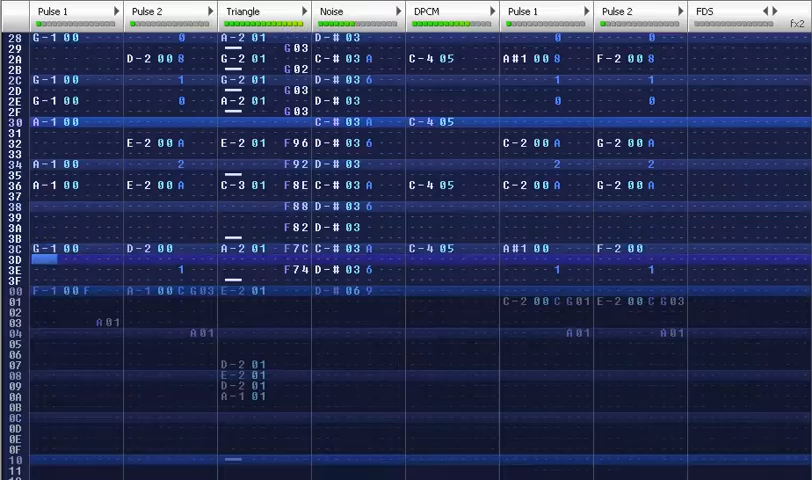 Pulse 1 Pulse 2 Triangle Noise DPCM Pulse 1 Pulse 2 FDS fx2
28 G-1 00 0 A-2 01 D-# 03 0 0
29 G03
2A D-2 00 8 G-2 01 C-# 03 A C-4 05 A#1 00 8 F-2 00 8
2B G02
2C G-1 00 1 G-2 01 D-# 03 6 1 1
2D G03
2E G-1 00 0 A-2 01 D-# 03 0 0
2F G03
30 A-1 00 C-# 03 A C-4 05
31
32 E-2 00 A E-2 01 F96 D-# 03 6 C-2 00 A G-2 00 A
33
34 A-1 00 2 F92 D-# 03 2 2
35
36 A-1 00 E-2 00 A C-3 01 F8E C-# 03 A C-4 05 C-2 00 A G-2 00 A
37
38 F88 D-# 03 6
39
3A F82 D-# 03
3B
3C G-1 00 D-2 00 A-2 01 F7C C-# 03 A C-4 05 A#1 00 F-2 00
3D
3E 1 F74 D-# 03 6 1 1
3F
00 F-1 00 F A-1 00 C G03 E-2 01 D-# 06 9
01 C-2 00 C G01 E-2 00 C G03
02
03 A01
04 A01 A01 A01
05
06
07 D-2 01
08 E-2 01
09 D-2 01
0A A-1 01
0B
0C
0D
0E
0F
10
11